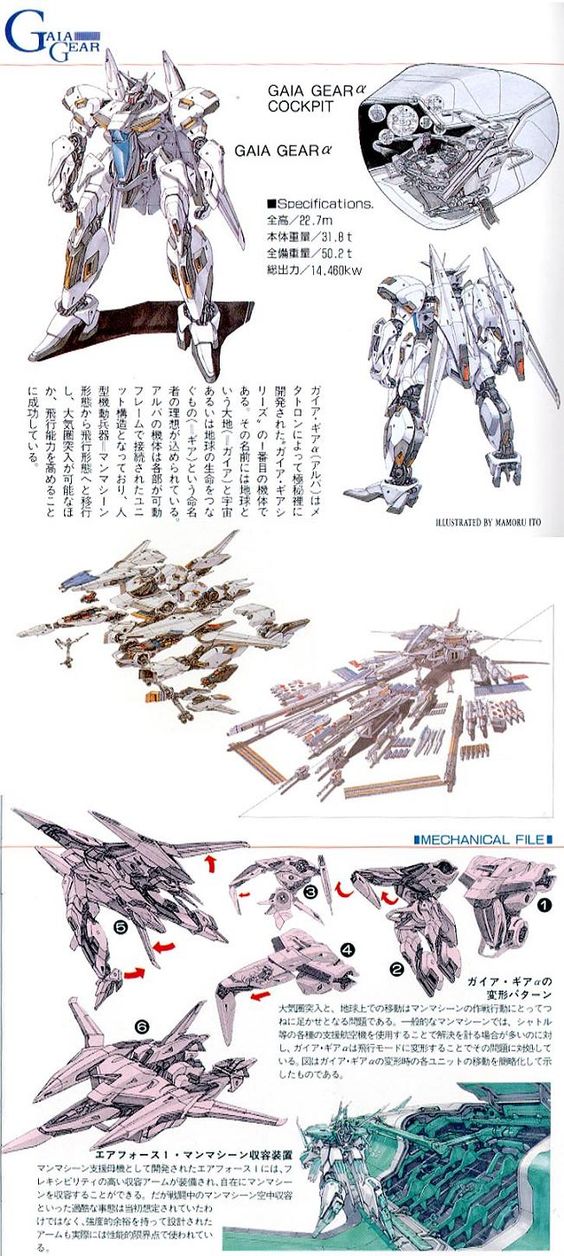 GAIA
GEAR
GAIA GEARα
COCKPIT
GAIA GEARα
■Specifications.
全高/22.7m
本体重量/31.8t
全備重量/50.2t
総出力/14.460kw
ガイア・ギアα(アルパ)はメ
タトロンによって極秘裡に
開発された“ガイア・ギアシ
リーズ”の1番目の機体で
ある。その名前には地球と
いう大地(=ガイア)と宇宙
あるいは地球の生命をつな
ぐもの(=ギア)という命名
者の理想が込められている。
アルパの機体は各部が可動
フレームで接続されたユニ
ット構造となっており、人
型機動兵器=マンマシーン
形態から飛行形態へと移行
し、大気圏突入が可能なほ
か、飛行能力を高めること
に成功している。
ILLUSTRATED BY MAMORU ITO
■MECHANICAL FILE■
1
2
3
4
5
6
ガイア・ギアαの
変形パターン
大気圏突入と、地球上での移動はマンマシーンの作戦行動にとってつ
ねに足かせとなる問題である。一般的なマンマシーンでは、シャトル
等の各種の支援航空機を使用することで解決を計る場合が多いのに対
し、ガイア・ギアαは飛行モードに変形することでその問題に対処して
いる。図はガイア・ギアαの変形時の各ユニットの移動を簡略化して示
したものである。
エアフォース1・マンマシーン収容装置
マンマシーン支援母機として開発されたエアフォース1には、フ
レキシビリティの高い収容アームが装備され、自在にマンマシー
ンを収容することができる。だが戦闘中のマンマシーン空中収容
といった過酷な事態は当初想定されていたわ
けではなく、強度的余裕を持って設計された
アームも実際には性能的限界点で使われてい
る。